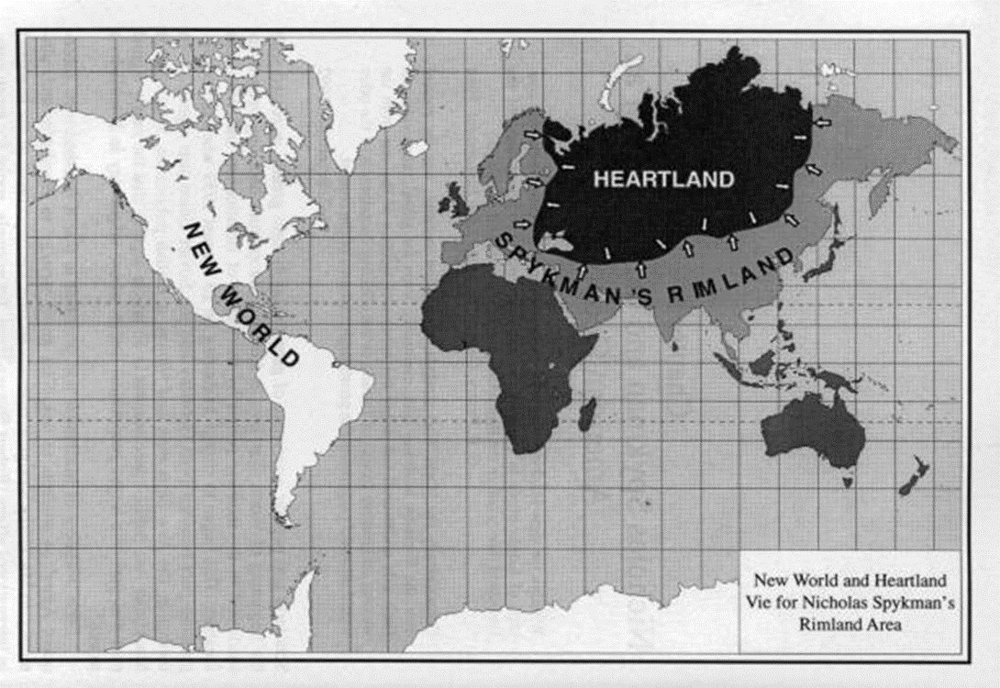 HEARTLAND
NEW WORLD
SPYKMAN'S RIMLAND
New World and Heartland
Vie for Nicholas Spykman's
Rimland Area